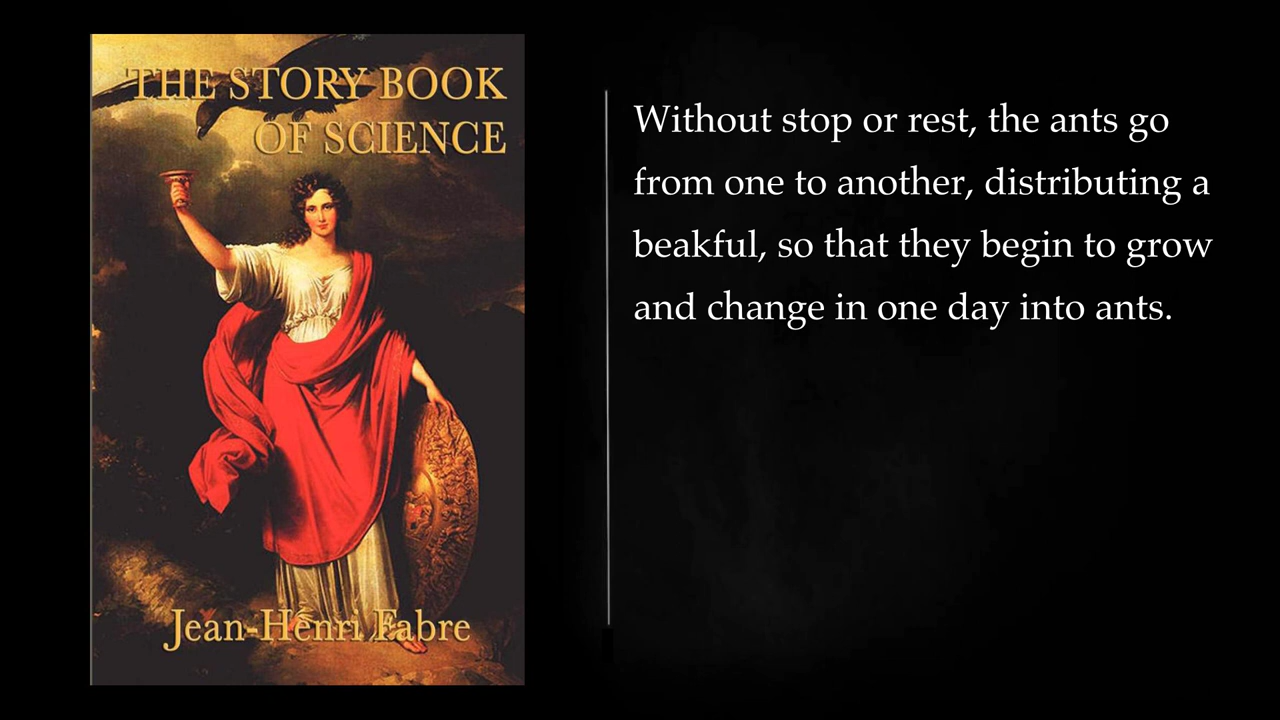 THE STORY BOOK
OF SCIENCE
Jean-Henri Fabre
Without stop or rest, the ants go
from one to another, distributing a
beakful, so that they begin to grow
and change in one day into ants.